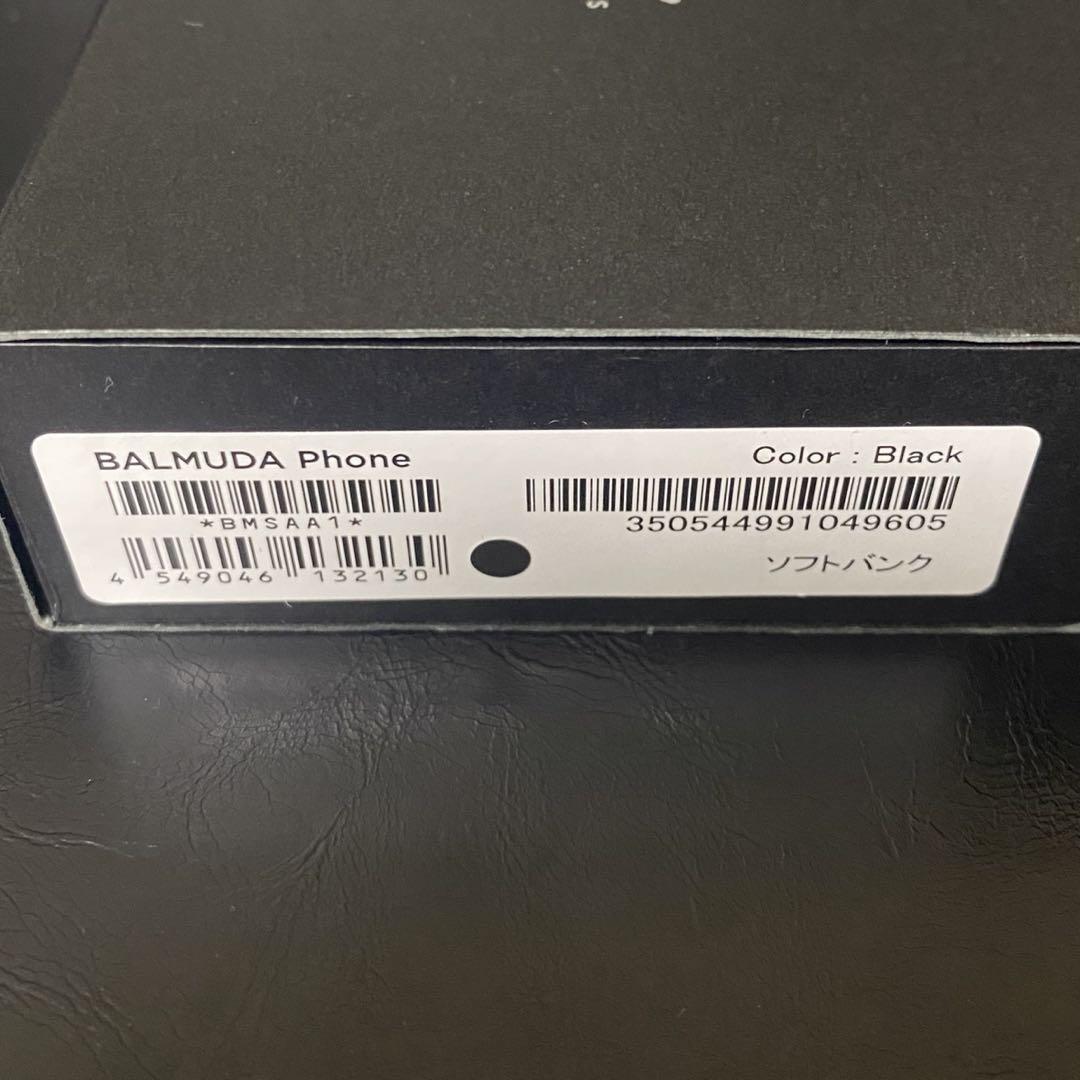 BALMUDA Phone
*BMSAA1*
4 549046 132130
Color : Black
350544991049605
ソフトバンク